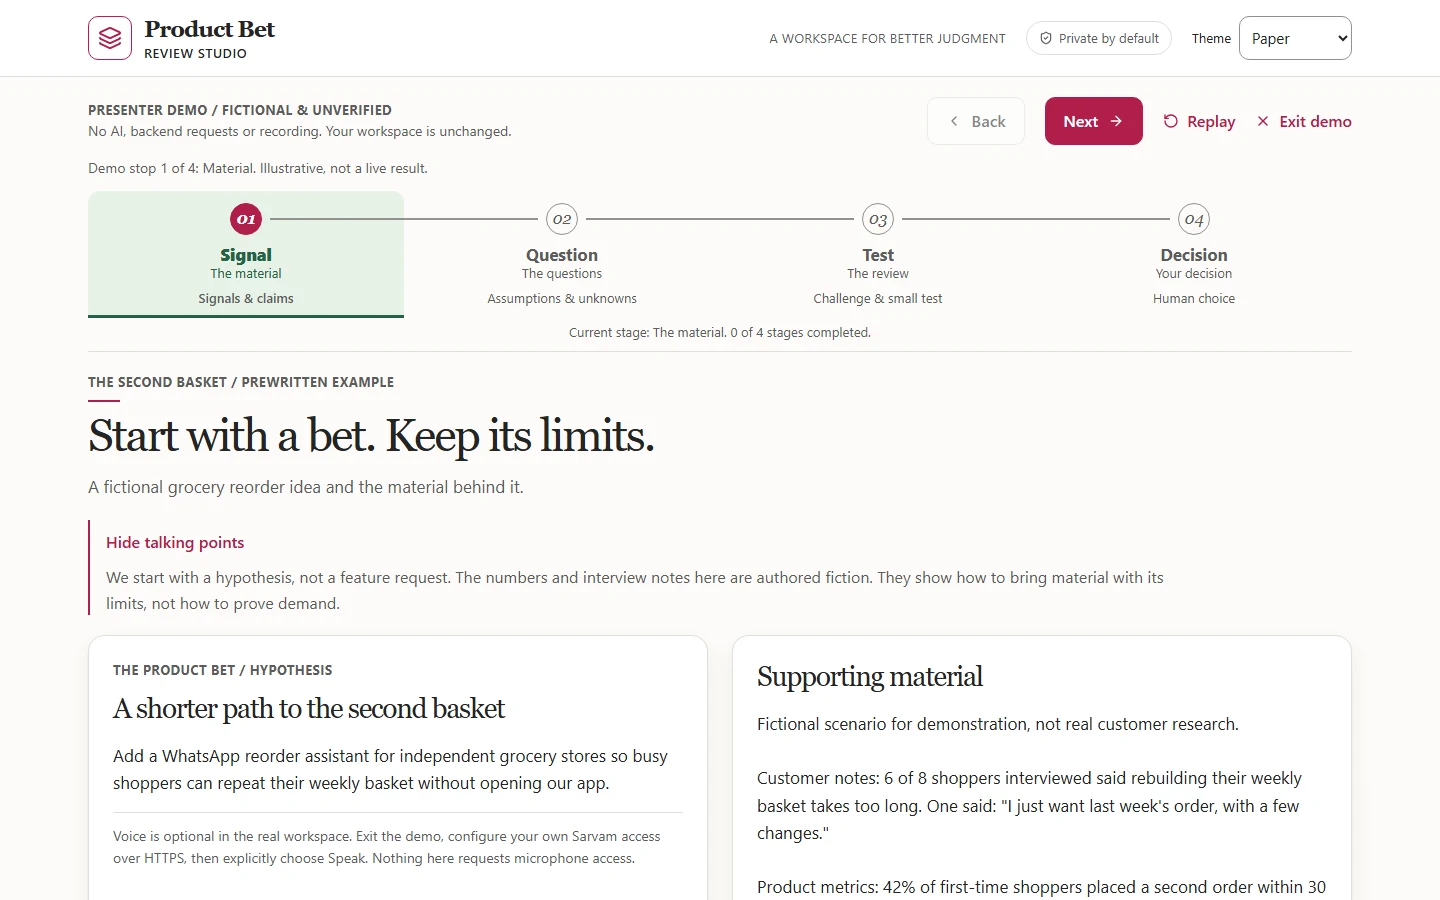 Product Bet
REVIEW STUDIO
A WORKSPACE FOR BETTER JUDGMENT
Private by default
Theme
Paper
PRESENTER DEMO / FICTIONAL & UNVERIFIED
No AI, backend requests or recording. Your workspace is unchanged.
Back
Next
Replay
Exit demo
Demo stop 1 of 4: Material. Illustrative, not a live result.
01
Signal
The material
Signals & claims
02
Question
The questions
Assumptions & unknowns
03
Test
The review
Challenge & small test
04
Decision
Your decision
Human choice
Current stage: The material. 0 of 4 stages completed.
THE SECOND BASKET / PREWRITTEN EXAMPLE
Start with a bet. Keep its limits.
A fictional grocery reorder idea and the material behind it.
Hide talking points
We start with a hypothesis, not a feature request. The numbers and interview notes here are authored fiction. They show how to bring material with its
limits, not how to prove demand.
THE PRODUCT BET / HYPOTHESIS
A shorter path to the second basket
Add a WhatsApp reorder assistant for independent grocery stores so busy
shoppers can repeat their weekly basket without opening our app.
Voice is optional in the real workspace. Exit the demo, configure your own Sarvam access
over HTTPS, then explicitly choose Speak. Nothing here requests microphone access.
Supporting material
Fictional scenario for demonstration, not real customer research.
Customer notes: 6 of 8 shoppers interviewed said rebuilding their weekly
basket takes too long. One said: "I just want last week's order, with a few
changes."
Product metrics: 42% of first-time shoppers placed a second order within 30